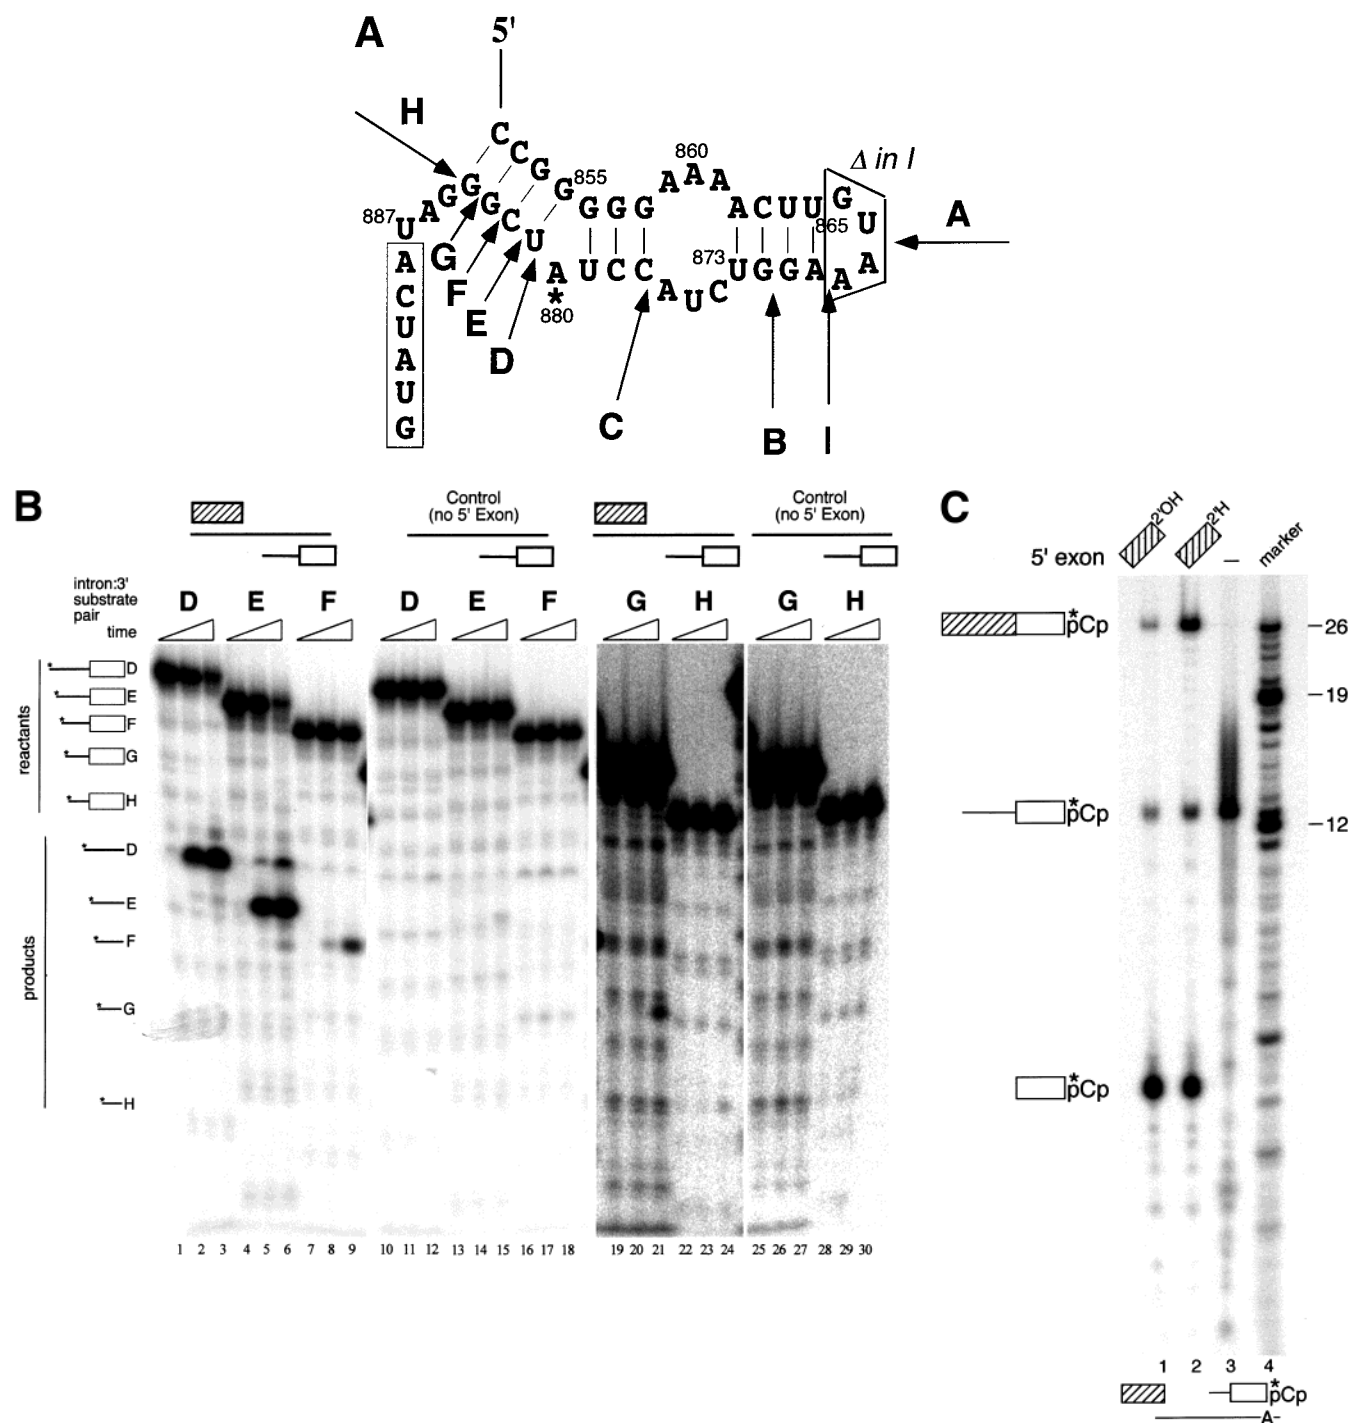 A
5'
H
C
C
G
G 855
860
A A A
Δ in I
G G G
A C U U
865
G
U
A
A
A
G
G
G
A
887 U
G
C
U
A
*
880
U C C
A U C
873 U G G A
G
F
E
D
C
B
I
A
C
U
A
U
G
B
Control
(no 5' Exon)
Control
(no 5' Exon)
intron:3'
substrate
pair
D E F D E F G H G H
time
reactants
* D
* E
* F
* G
* H
products
* D
* E
* F
* G
* H
1 2 3 4 5 6 7 8 9 10 11 12 13 14 15 16 17 18 19 20 21 22 23 24 25 26 27 28 29 30
C
5' exon 2'OH 2'H – marker
*pCp
26
19
*pCp
12
*pCp
1 2 3 4
*pCp
A-